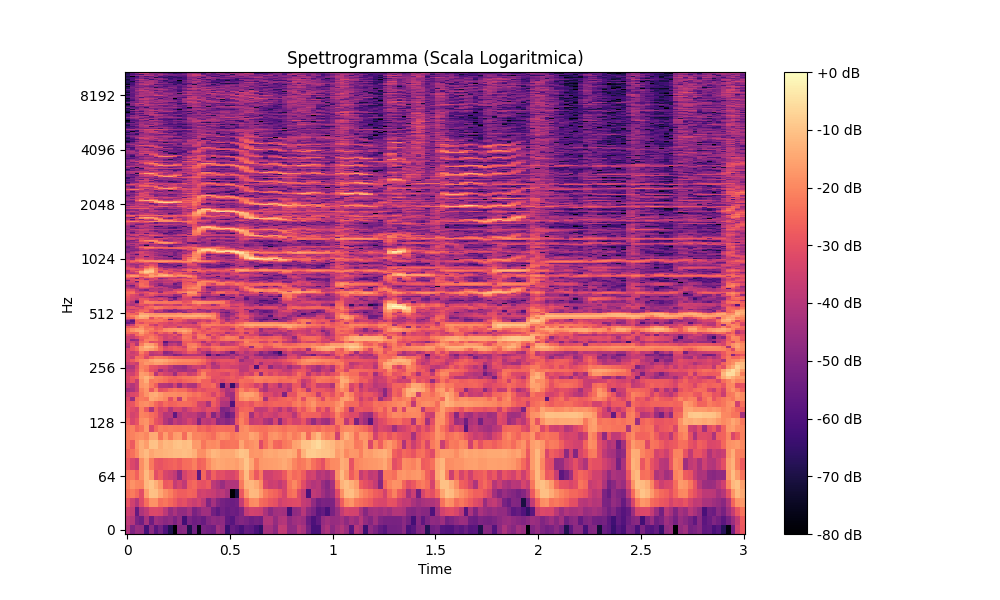 Spettrogramma (Scala Logaritmica)
Hz
8192
4096
2048
1024
512
256
128
64
0
0
0.5
1
1.5
2
2.5
3
Time
+0 dB
-10 dB
-20 dB
-30 dB
-40 dB
-50 dB
-60 dB
-70 dB
-80 dB